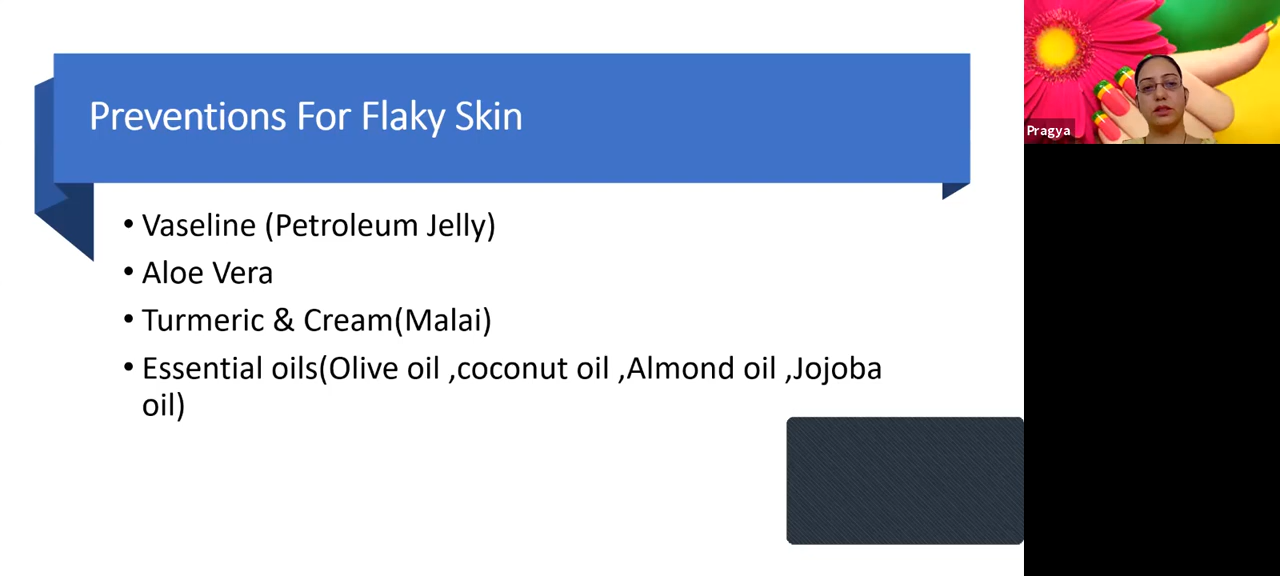 Preventions For Flaky Skin
• Vaseline (Petroleum Jelly)
• Aloe Vera
• Turmeric & Cream(Malai)
• Essential oils(Olive oil ,coconut oil ,Almond oil ,Jojoba
oil)
Pragya